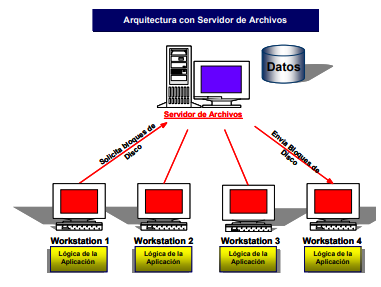 Arquitectura con Servidor de Archivos
Datos
Servidor de Archivos
Solicita bloques de
Disco
Envia Bloques de
Disco
Workstation 1
Workstation 2
Workstation 3
Workstation 4
Lógica de la
Aplicación
Lógica de la
Aplicación
Lógica de la
Aplicación
Lógica de la
Aplicación